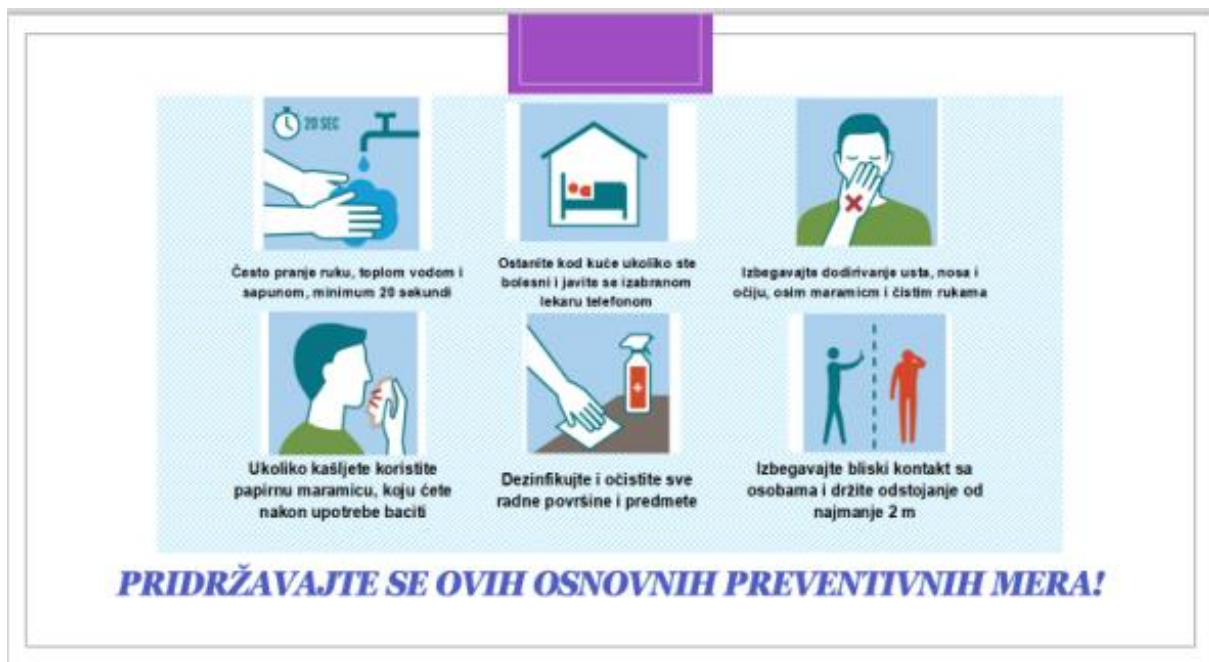 20 SEC
Često pranje ruku, toplom vodom i
sapunom, minimum 20 sekundi
Ostanite kod kuće ukoliko ste
bolesni i javite se izabranom
lekaru telefonom
Izbegavajte dodirivanje usta, nosa i
očiju, osim maramicm i čistim rukama
Ukoliko kašljete koristite
papirnu maramicu, koju ćete
nakon upotrebe baciti
Dezinfikujte i očistite sve
radne površine i predmete
Izbegavajte bliski kontakt sa
osobama i držite odstojanje od
najmanje 2 m
PRIDRŽAVAJTE SE OVIH OSNOVNIH PREVENTIVNIH MERA!